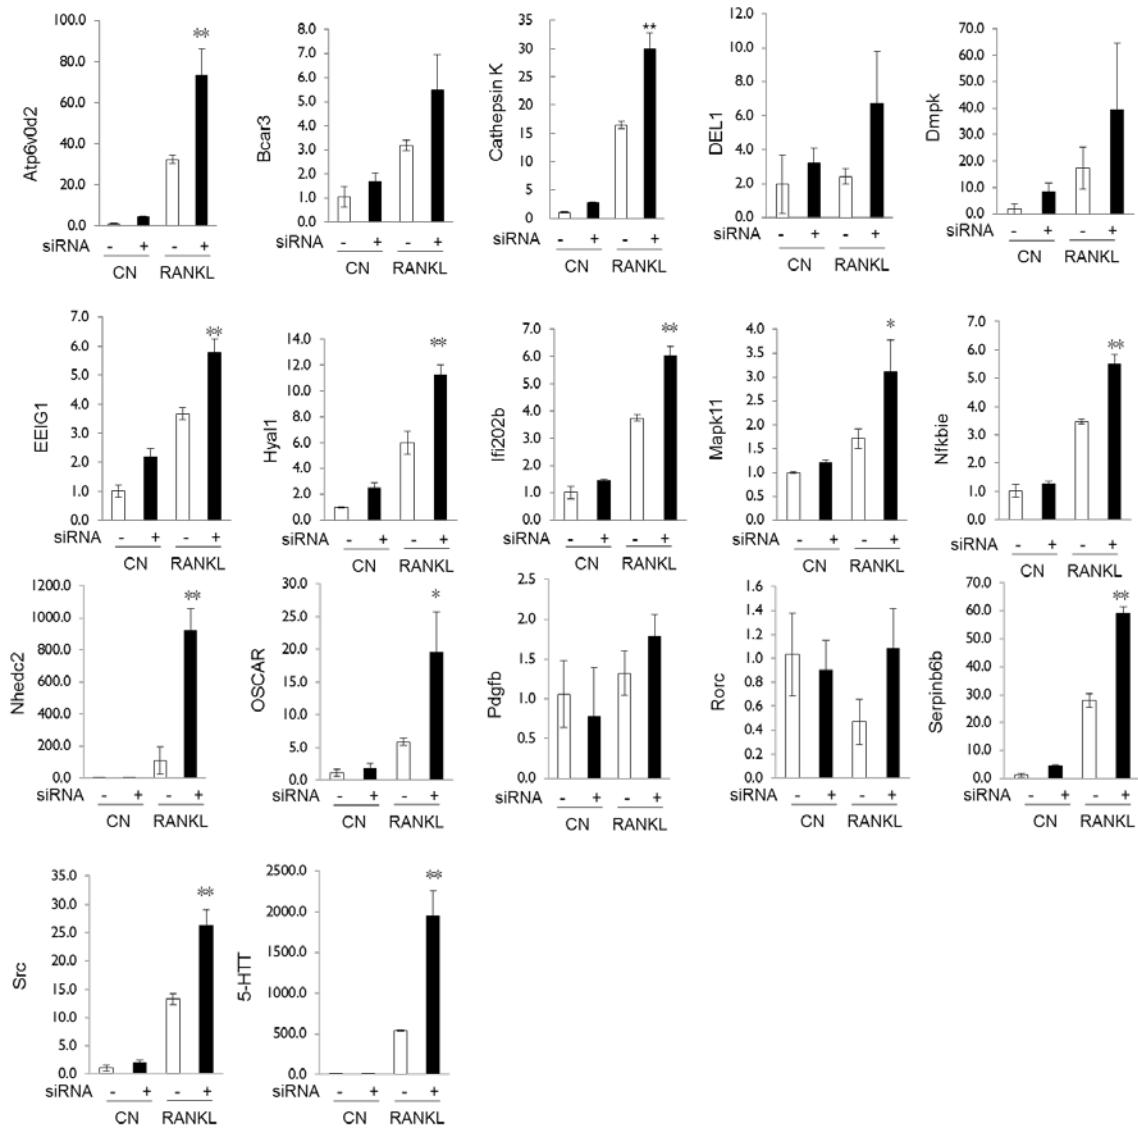 Atp6v0d2
100.0
80.0
60.0
40.0
20.0
0.0
**
siRNA - + - +
CN RANKL
Bcar3
8.0
7.0
6.0
5.0
4.0
3.0
2.0
1.0
0.0
- + - +
CN RANKL
Cathepsin K
35
30
25
20
15
10
5
0
**
- + - +
CN RANKL
DEL1
12.0
10.0
8.0
6.0
4.0
2.0
0.0
- + - +
CN RANKL
Dmpk
80.0
70.0
60.0
50.0
40.0
30.0
20.0
10.0
0.0
- + - +
CN RANKL
EEIG1
7.0
6.0
5.0
4.0
3.0
2.0
1.0
0.0
**
siRNA - + - +
CN RANKL
Hyal1
14.0
12.0
10.0
8.0
6.0
4.0
2.0
0.0
**
siRNA - + - +
CN RANKL
Ifi202b
7.0
6.0
5.0
4.0
3.0
2.0
1.0
0.0
**
siRNA - + - +
CN RANKL
Mapk11
4.0
3.5
3.0
2.5
2.0
1.5
1.0
0.5
0.0
*
siRNA - + - +
CN RANKL
Nfkbie
7.0
6.0
5.0
4.0
3.0
2.0
1.0
0.0
**
siRNA - + - +
CN RANKL
Nhedc2
1200.0
1000.0
800.0
600.0
400.0
200.0
0.0
**
siRNA - + - +
CN RANKL
OSCAR
30.0
25.0
20.0
15.0
10.0
5.0
0.0
*
siRNA - + - +
CN RANKL
Pdgfb
2.5
2.0
1.5
1.0
0.5
0.0
siRNA - + - +
CN RANKL
Rorc
1.6
1.4
1.2
1.0
0.8
0.6
0.4
0.2
0.0
siRNA - + - +
CN RANKL
Serpinb6b
70.0
60.0
50.0
40.0
30.0
20.0
10.0
0.0
**
siRNA - + - +
CN RANKL
Src
35.0
30.0
25.0
20.0
15.0
10.0
5.0
0.0
**
siRNA - + - +
CN RANKL
5-HTT
2500.0
2000.0
1500.0
1000.0
500.0
0.0
**
siRNA - + - +
CN RANKL